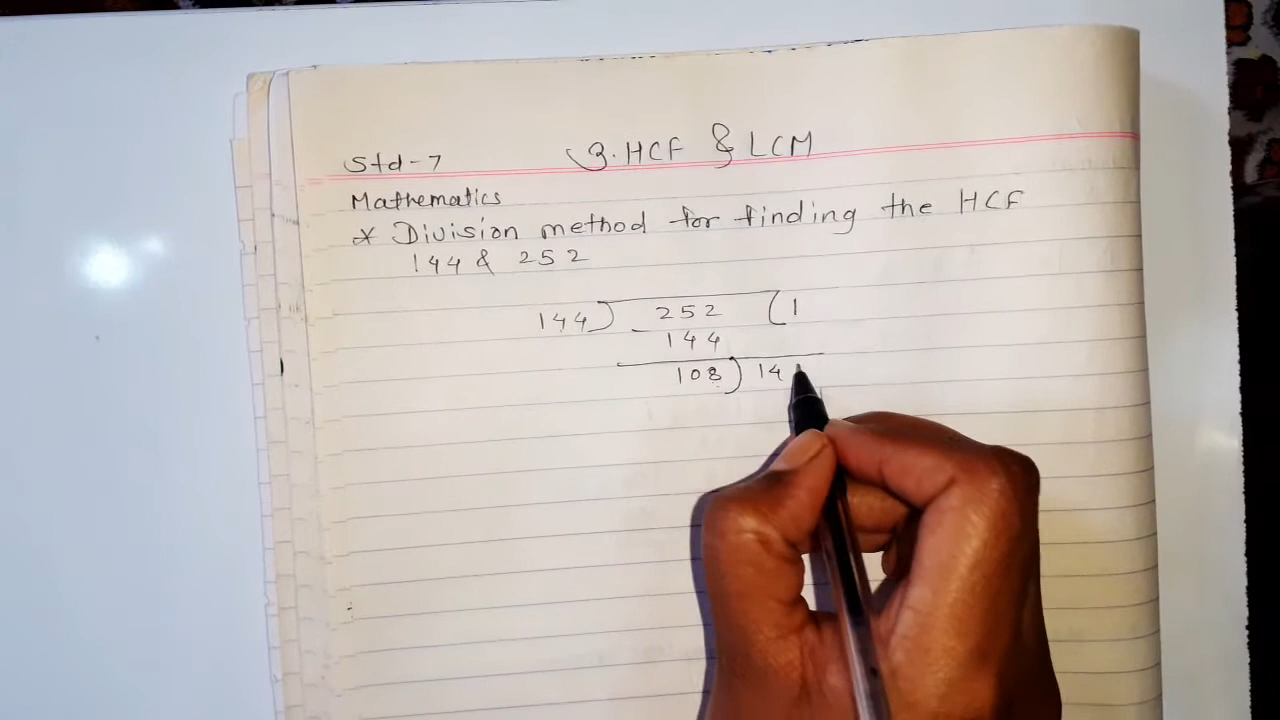 Std-7 3. HCF & LCM
Mathematics
* Division method for finding the HCF
144 & 252
144) 252 (1
144
108) 14